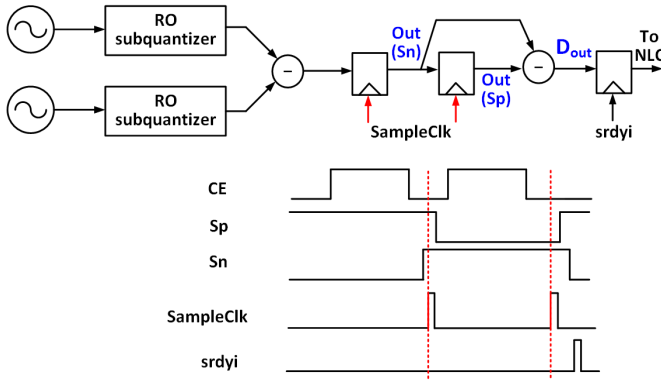 RO
subquantizer
RO
subquantizer
−
Out
(Sn)
Out
(Sp)
−
Dout
To
NLC
SampleClk
srdyi
CE
Sp
Sn
SampleClk
srdyi